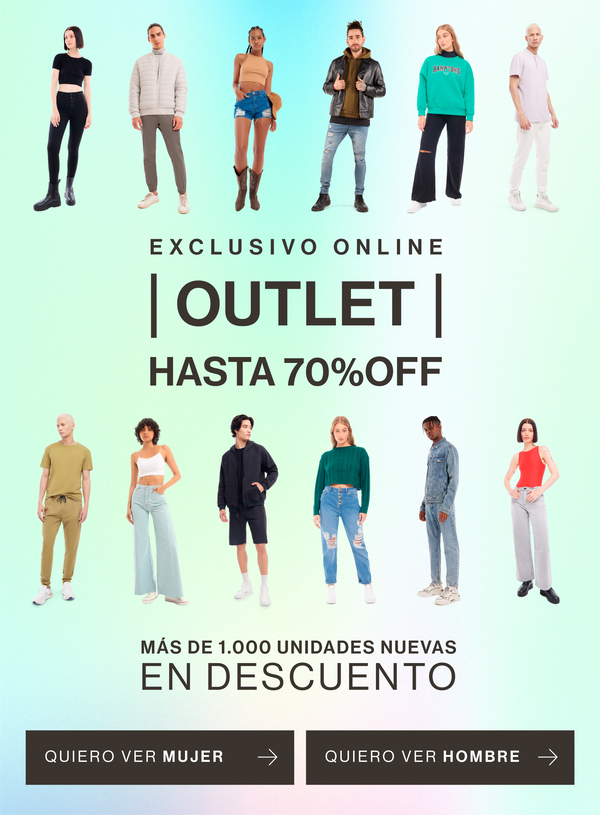 EXCLUSIVO ONLINE
| OUTLET |
HASTA 70%OFF
MÁS DE 1.000 UNIDADES NUEVAS
EN DESCUENTO
QUIERO VER MUJER →
QUIERO VER HOMBRE →